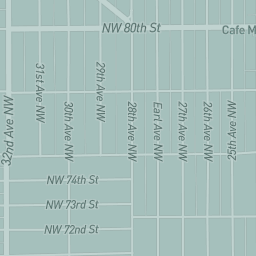 NW 80th St
Cafe M
31st Ave NW
29th Ave NW
32nd Ave NW
30th Ave NW
28th Ave NW
Earl Ave NW
27th Ave NW
26th Ave NW
25th Ave NW
NW 74th St
NW 73rd St
NW 72nd St